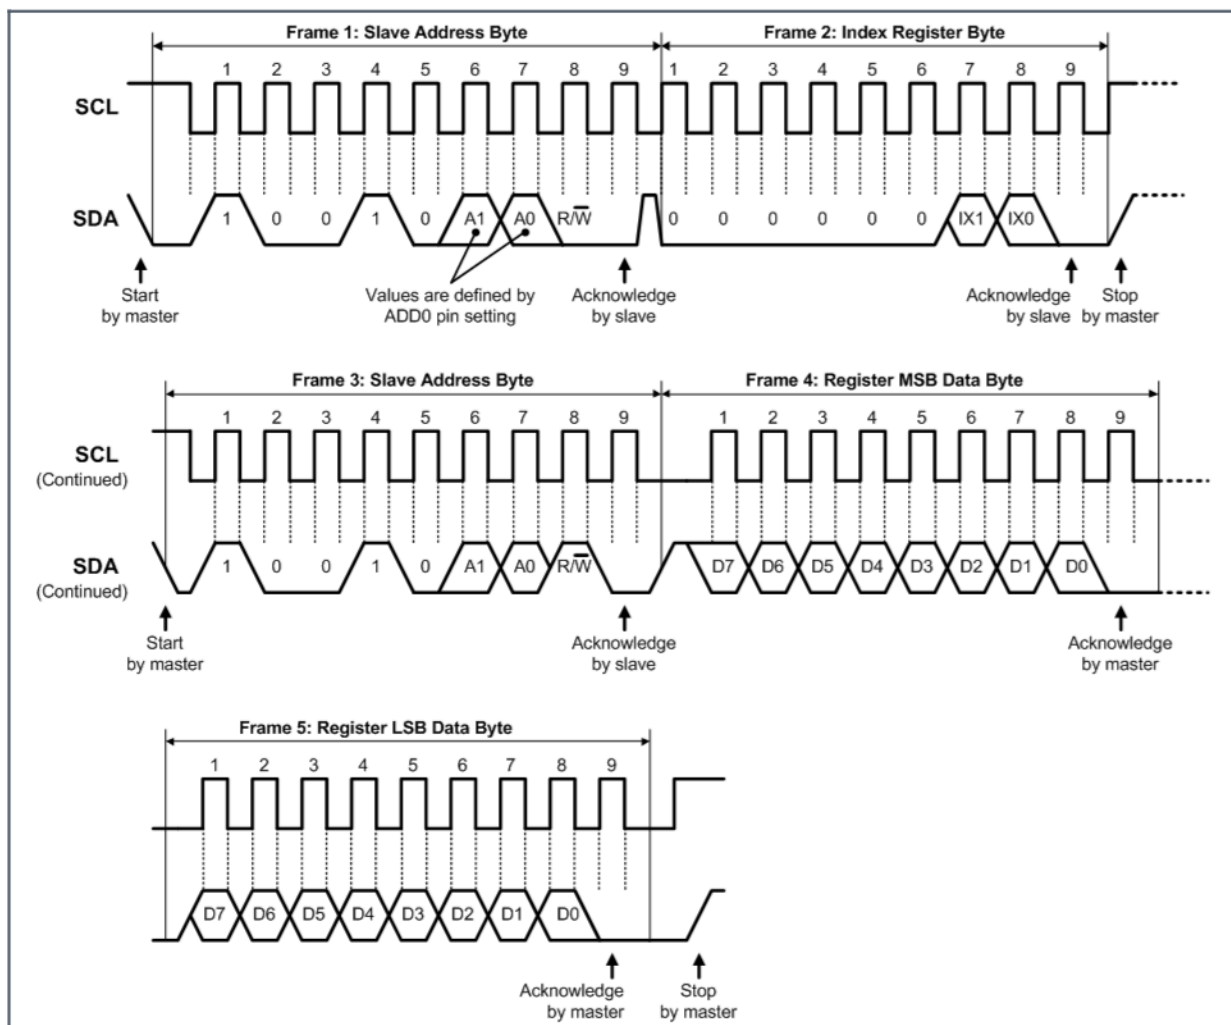 Frame 1: Slave Address Byte Frame 2: Index Register Byte
1 2 3 4 5 6 7 8 9 1 2 3 4 5 6 7 8 9
SCL
SDA 1 0 0 1 0 A1 A0 R/W̅ 0 0 0 0 0 0 IX1 IX0
Start Values are defined by Acknowledge Acknowledge Stop
by master ADD0 pin setting by slave by slave by master
Frame 3: Slave Address Byte Frame 4: Register MSB Data Byte
1 2 3 4 5 6 7 8 9 1 2 3 4 5 6 7 8 9
SCL
(Continued)
SDA 1 0 0 1 0 A1 A0 R/W̅ D7 D6 D5 D4 D3 D2 D1 D0
(Continued)
Start Acknowledge Acknowledge
by master by slave by master
Frame 5: Register LSB Data Byte
1 2 3 4 5 6 7 8 9
D7 D6 D5 D4 D3 D2 D1 D0
Acknowledge Stop
by master by master